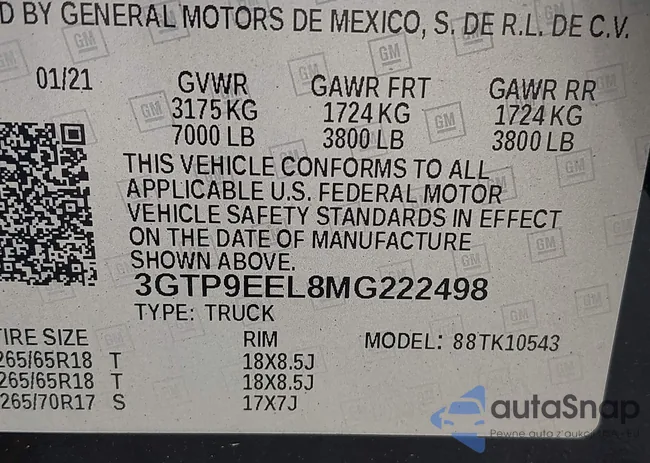 D BY GENERAL MOTORS DE MEXICO, S. DE R.L. DE C.V.
01/21 GVWR GAWR FRT GAWR RR
3175 KG 1724 KG 1724 KG
7000 LB 3800 LB 3800 LB
THIS VEHICLE CONFORMS TO ALL
APPLICABLE U.S. FEDERAL MOTOR
VEHICLE SAFETY STANDARDS IN EFFECT
ON THE DATE OF MANUFACTURE
SHOWN ABOVE.
3GTP9EEL8MG222498
TYPE: TRUCK
TIRE SIZE RIM MODEL: 88TK10543
265/65R18 T 18X8.5J
265/65R18 T 18X8.5J
265/70R17 S 17X7J
autaSnap
Pewne auta z aukcji